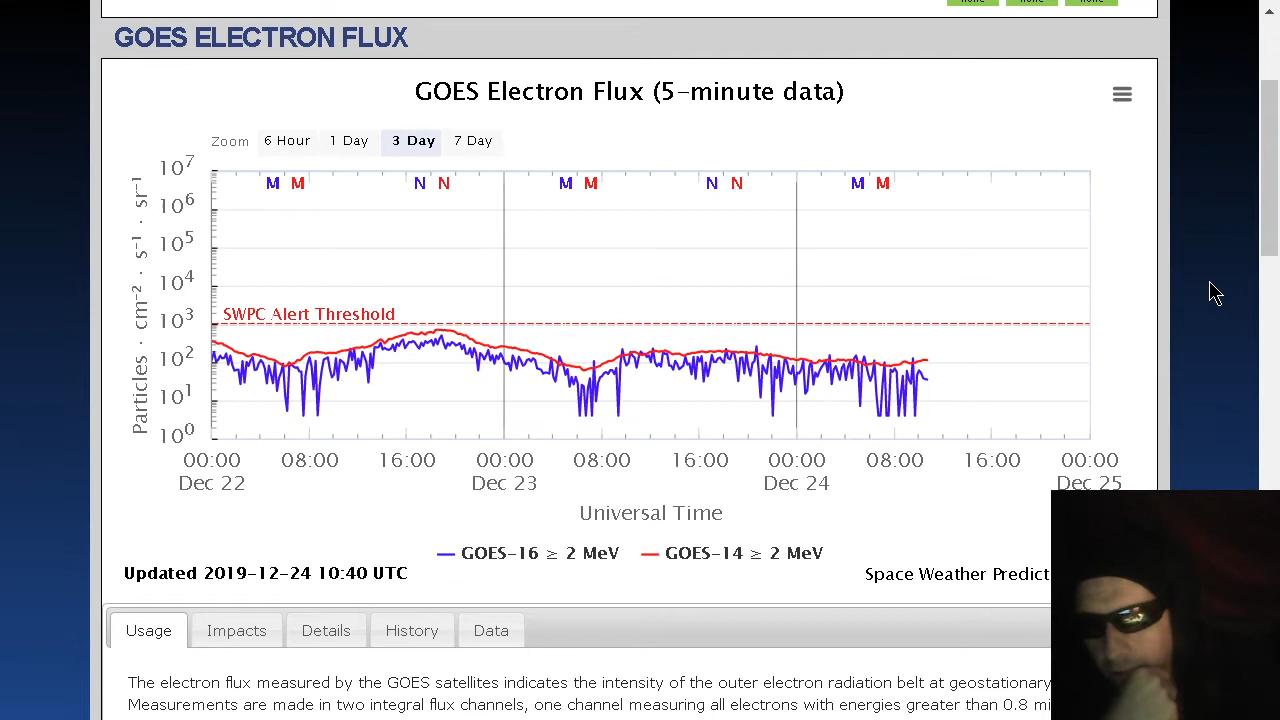 none none none
GOES ELECTRON FLUX
GOES Electron Flux (5-minute data)
Zoom 6 Hour 1 Day 3 Day 7 Day
M M N N M M N N M M
Particles · cm⁻² · s⁻¹ · sr⁻¹
10⁷
10⁶
10⁵
10⁴
10³
10²
10¹
10⁰
SWPC Alert Threshold
00:00 08:00 16:00 00:00 08:00 16:00 00:00 08:00 16:00 00:00
Dec 22 Dec 23 Dec 24 Dec 25
Universal Time
GOES-16 ≥ 2 MeV GOES-14 ≥ 2 MeV
Updated 2019-12-24 10:40 UTC
Space Weather Predict
Usage Impacts Details History Data
The electron flux measured by the GOES satellites indicates the intensity of the outer electron radiation belt at geostationary
Measurements are made in two integral flux channels, one channel measuring all electrons with energies greater than 0.8 mi